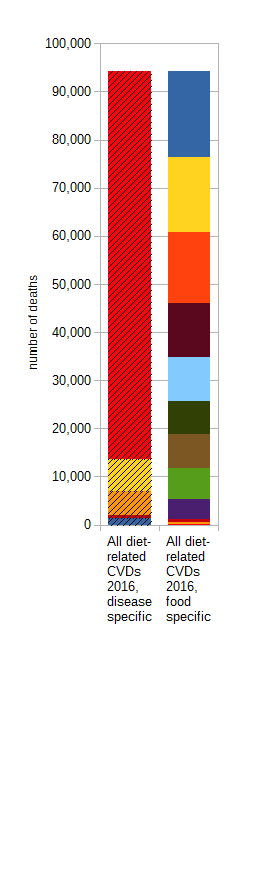 100,000
90,000
80,000
70,000
60,000
50,000
40,000
30,000
20,000
10,000
0
number of deaths
All diet-
related
CVDs
2016,
disease
specific
All diet-
related
CVDs
2016,
food
specific